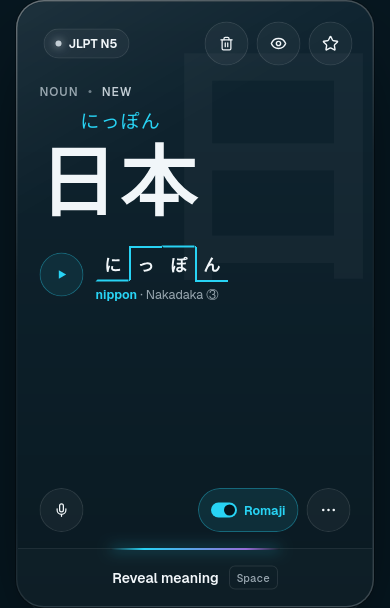 JLPT N5
NOUN • NEW
にっぽん
日本
にっぽん
nippon · Nakadaka ③
Romaji
Reveal meaning Space